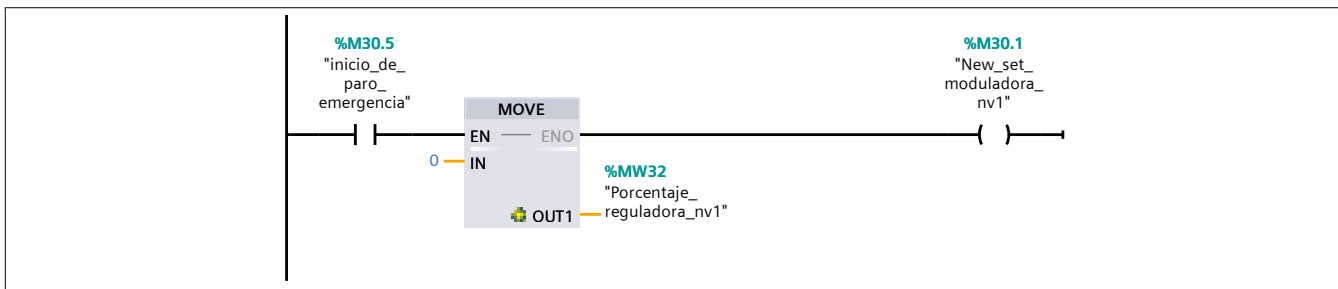 %M30.5
"inicio_de_
paro_
emergencia"
%M30.1
"New_set_
moduladora_
nv1"
MOVE
EN
ENO
0
IN
%MW32
"Porcentaje_
reguladora_nv1"
OUT1